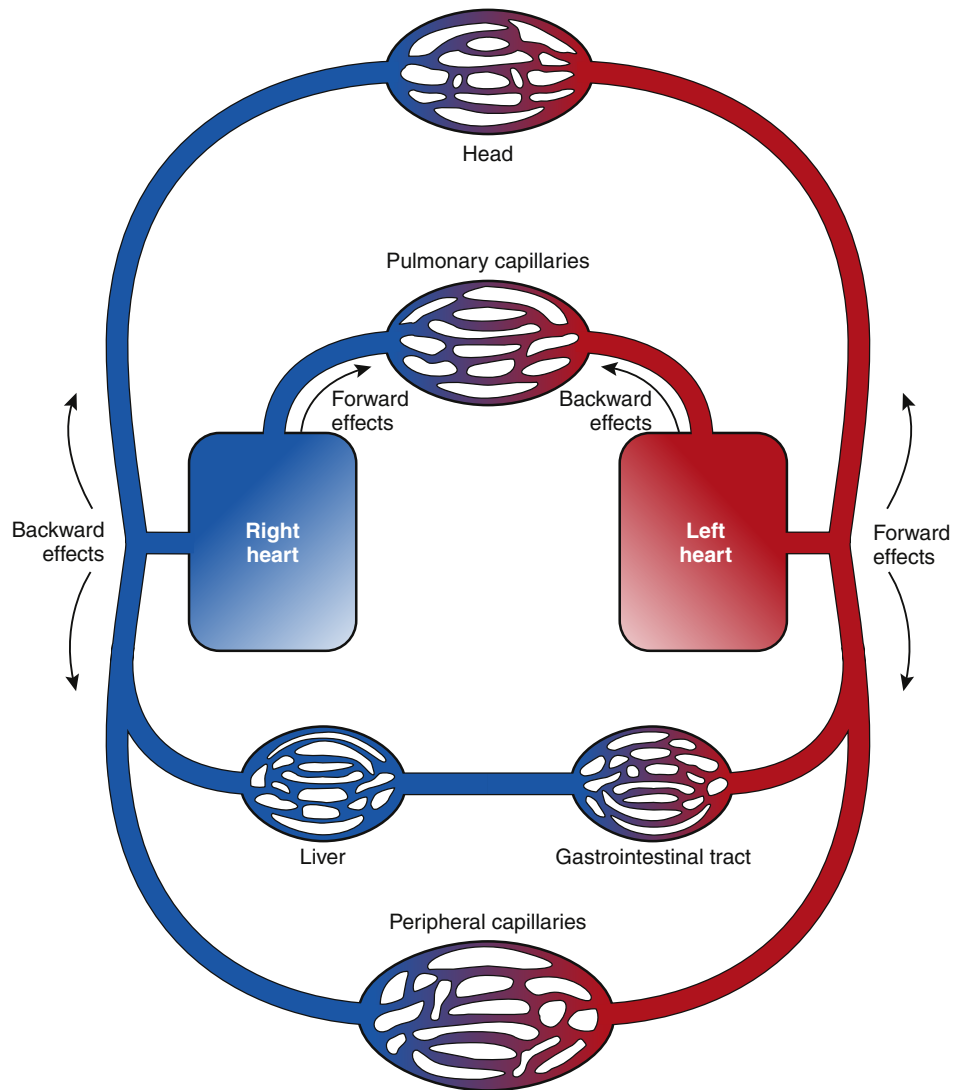 Head
Pulmonary capillaries
Forward
effects
Backward
effects
Backward
effects
Right
heart
Left
heart
Forward
effects
Liver
Gastrointestinal tract
Peripheral capillaries